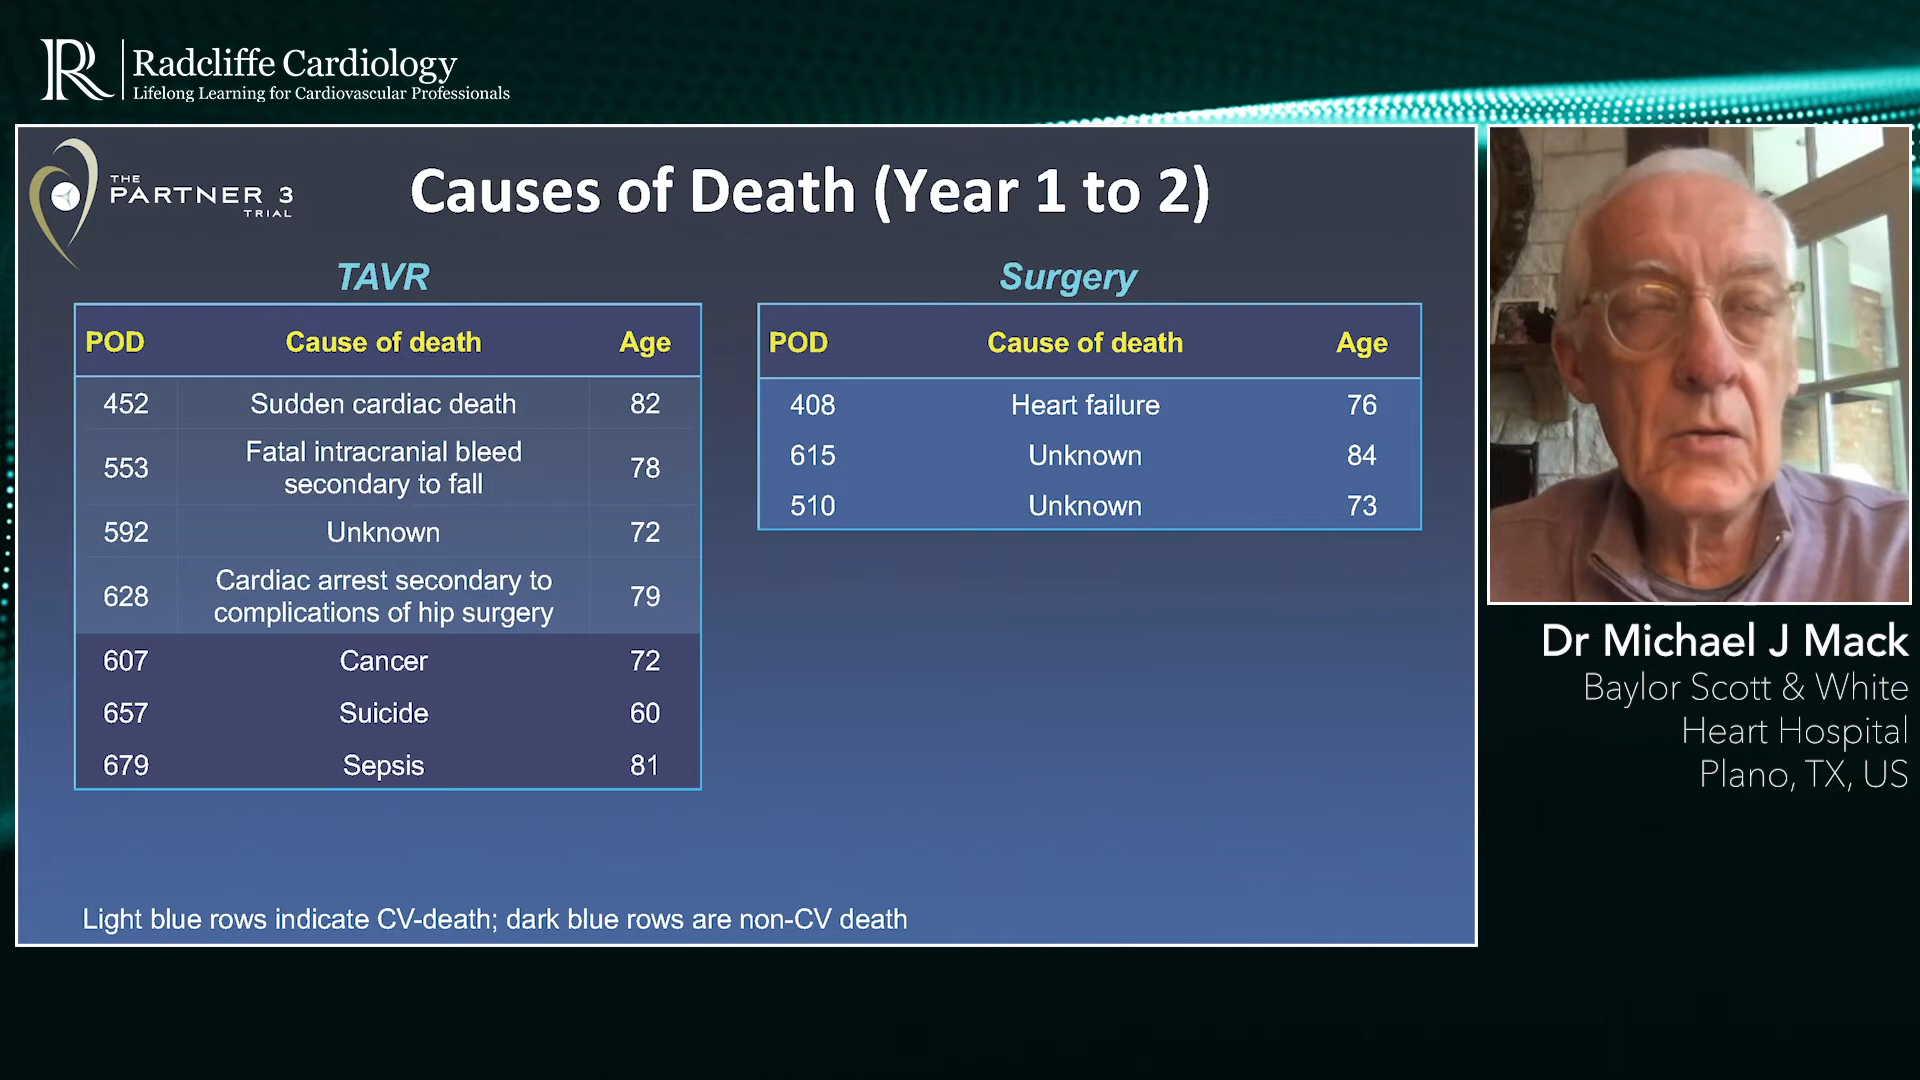 R
Radcliffe Cardiology
Lifelong Learning for Cardiovascular Professionals
THE
PARTNER 3
TRIAL
Causes of Death (Year 1 to 2)
TAVR
POD Cause of death Age
452 Sudden cardiac death 82
553 Fatal intracranial bleed
secondary to fall 78
592 Unknown 72
628 Cardiac arrest secondary to
complications of hip surgery 79
607 Cancer 72
657 Suicide 60
679 Sepsis 81
Surgery
POD Cause of death Age
408 Heart failure 76
615 Unknown 84
510 Unknown 73
Light blue rows indicate CV-death; dark blue rows are non-CV death
Dr Michael J Mack
Baylor Scott & White
Heart Hospital
Plano, TX, US